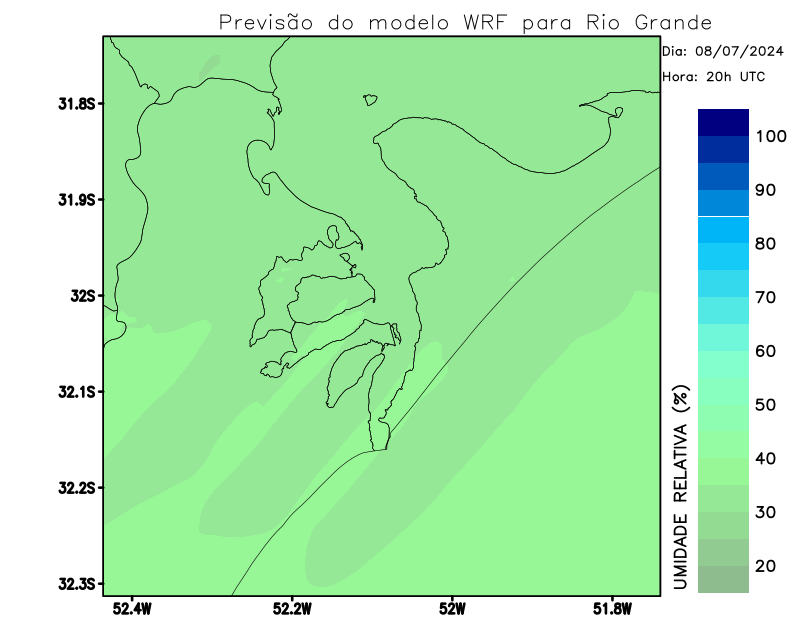 Previsão do modelo WRF para Rio Grande
Dia: 08/07/2024
Hora: 20h UTC
31.8S
31.9S
32S
32.1S
32.2S
32.3S
52.4W
52.2W
52W
51.8W
UMIDADE RELATIVA (%)
100
90
80
70
60
50
40
30
20